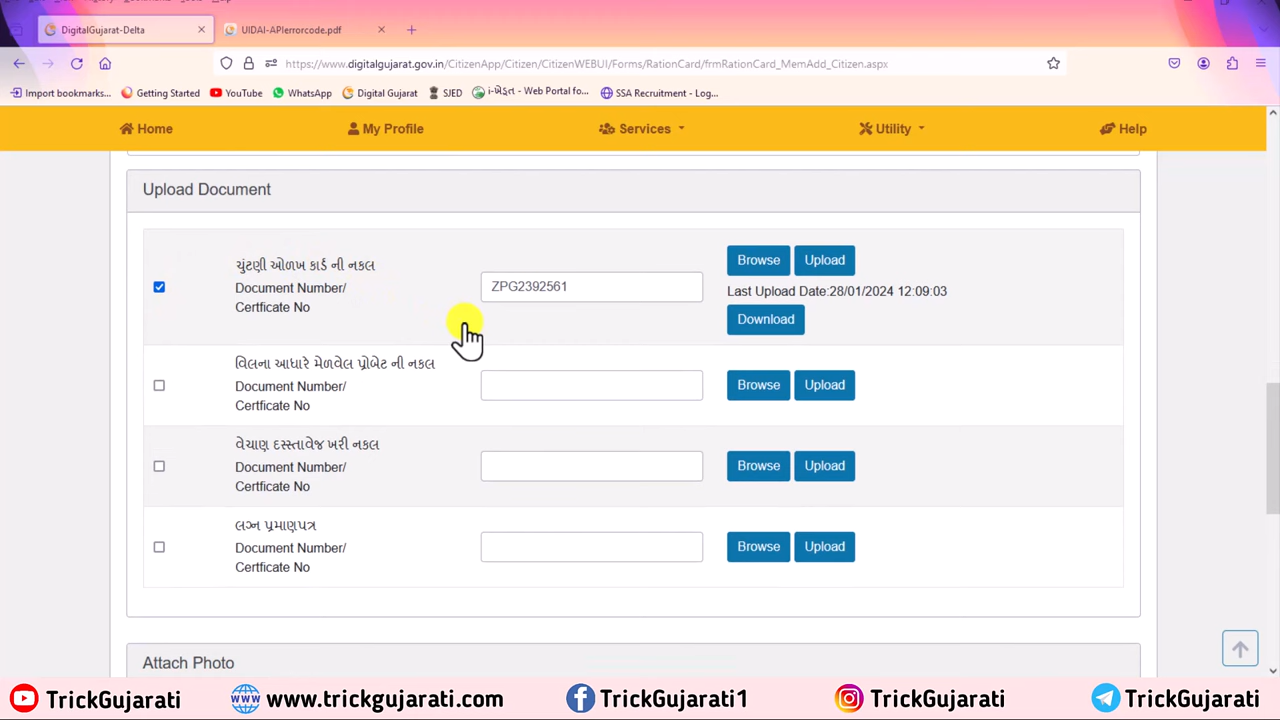 DigitalGujarat-Delta
UIDAI-APIerrorcode.pdf
https://www.digitalgujarat.gov.in/CitizenApp/Citizen/CitizenWEBUI/Forms/RationCard/frmRationCard_MemAdd_Citizen.aspx
Import bookmarks... Getting Started YouTube WhatsApp Digital Gujarat SJED i-ખેડૂત - Web Portal fo... SSA Recruitment - Log...
Home My Profile Services Utility Help
Upload Document
ચુંટણી ઓળખ કાર્ડ ની નકલ
Document Number/
Certficate No
ZPG2392561
Browse Upload
Last Upload Date:28/01/2024 12:09:03
Download
વિલના આધારે મેળવેલ પ્રોબેટ ની નકલ
Document Number/
Certficate No
Browse Upload
વેચાણ દસ્સ્તાવેજ ખરી નકલ
Document Number/
Certficate No
Browse Upload
લગ્ન પ્રમાણપત્ર
Document Number/
Certficate No
Browse Upload
Attach Photo
TrickGujarati www.trickgujarati.com TrickGujarati1 TrickGujarati TrickGujarati